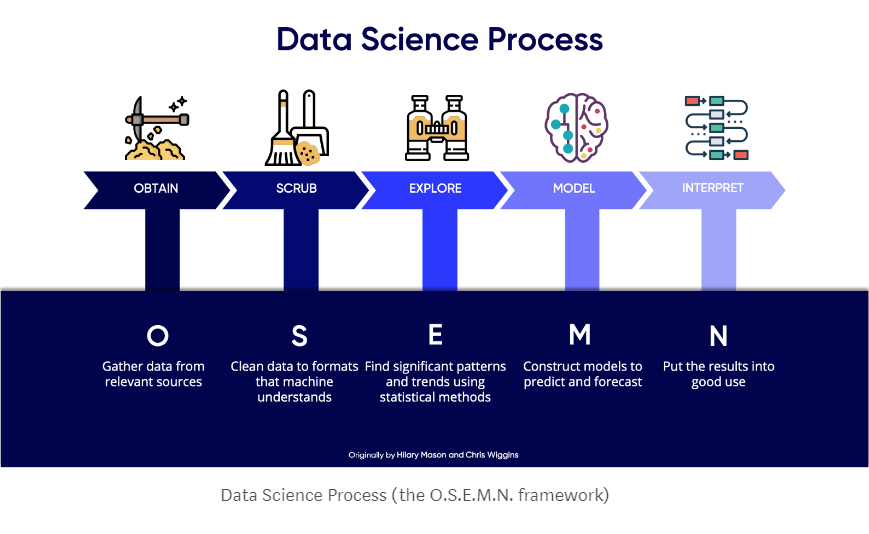 Data Science Process
OBTAIN
SCRUB
EXPLORE
MODEL
INTERPRET
O
Gather data from
relevant sources
S
Clean data to formats
that machine
understands
E
Find significant patterns
and trends using
statistical methods
M
Construct models to
predict and forecast
N
Put the results into
good use
Originally by Hilary Mason and Chris Wiggins
Data Science Process (the O.S.E.M.N. framework)